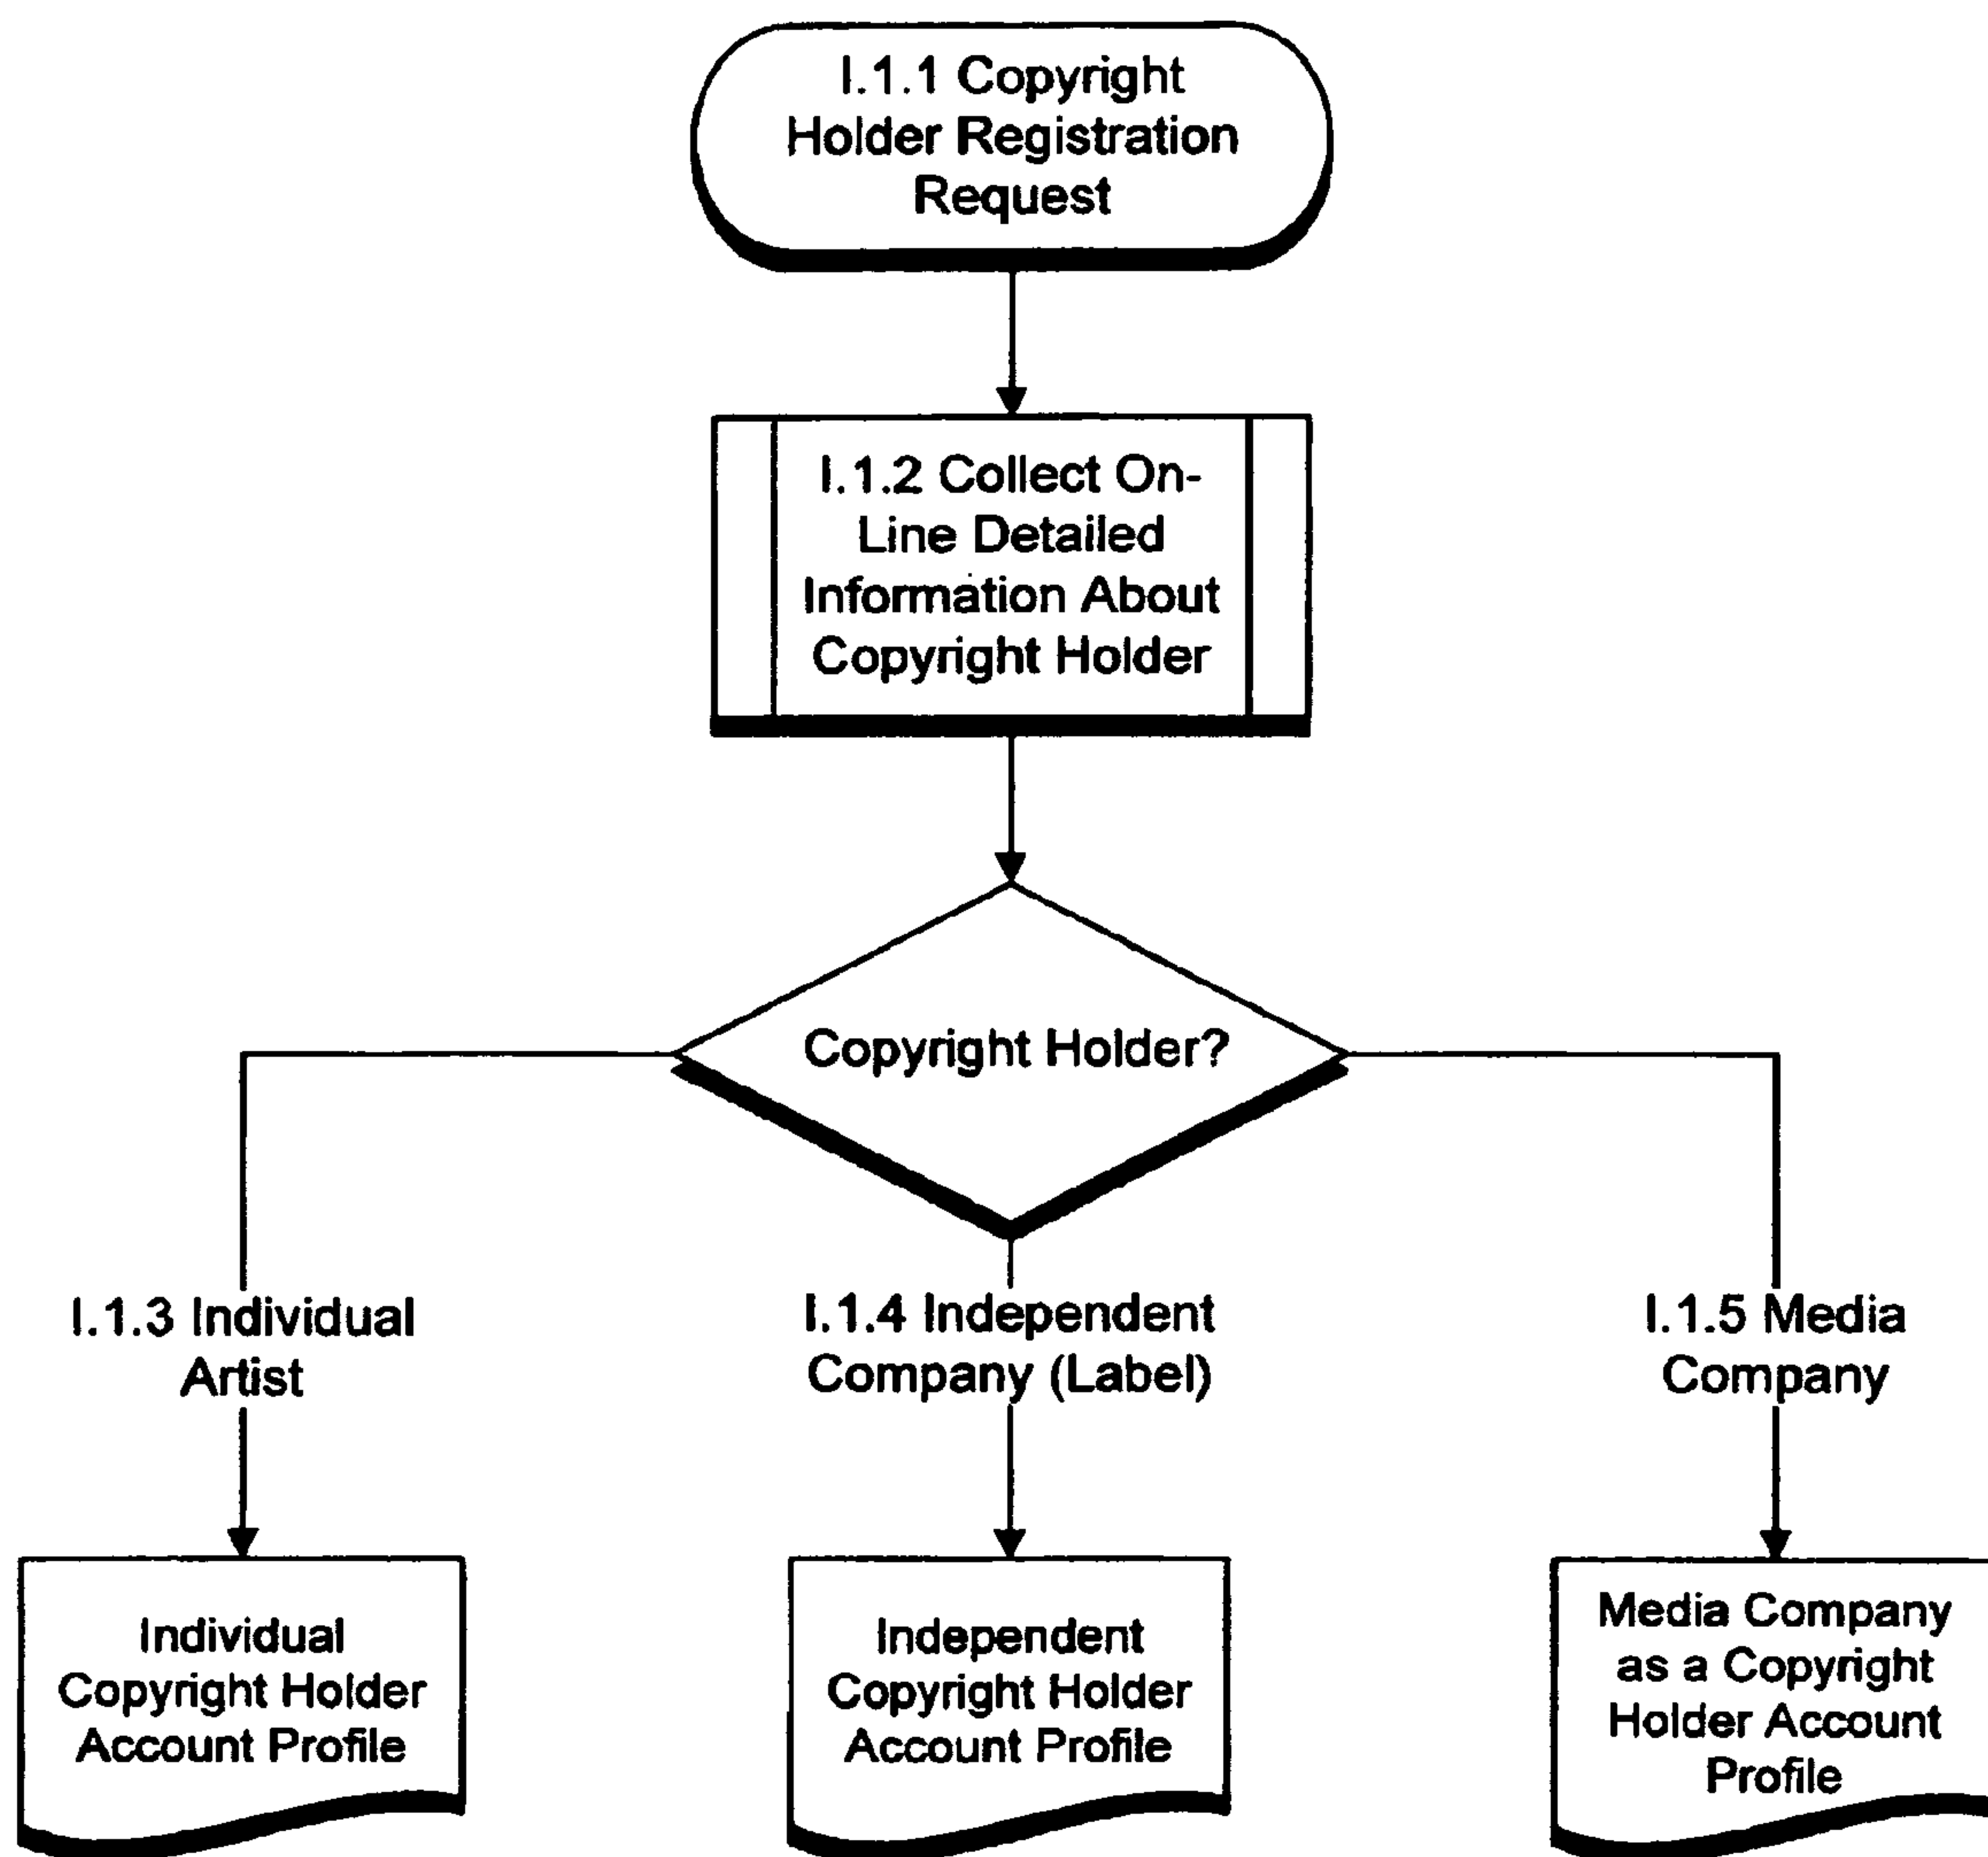 I.1.1 Copyright
Holder Registration
Request
I.1.2 Collect On-
Line Detailed
Information About
Copyright Holder
Copyright Holder?
I.1.3 Individual
Artist
I.1.4 Independent
Company (Label)
I.1.5 Media
Company
Individual
Copyright Holder
Account Profile
Independent
Copyright Holder
Account Profile
Media Company
as a Copyright
Holder Account
Profile